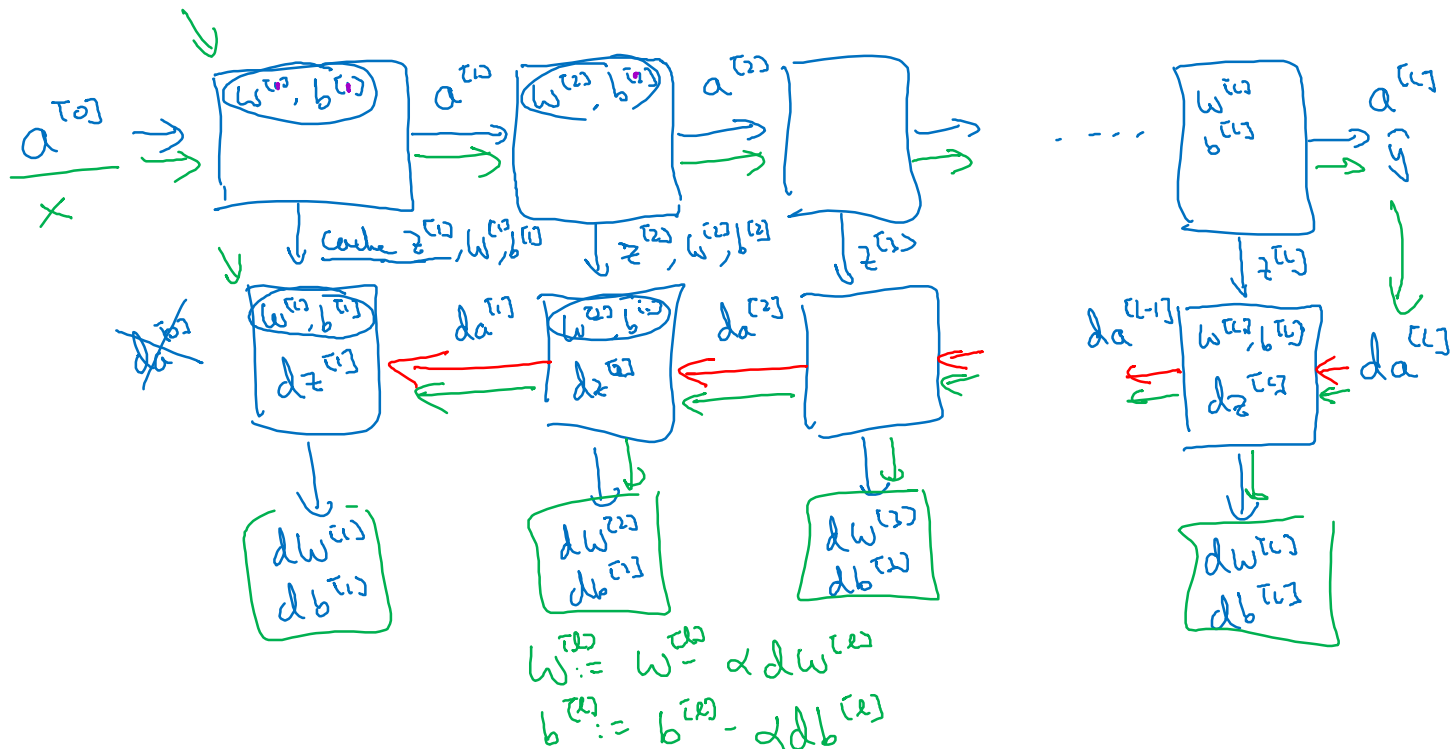 a^[0]
x
w^[1], b^[1]
a^[1]
w^[2], b^[2]
a^[2]
....
w^[L]
b^[L]
a^[L]
ŷ
cache z^[1], w^[1], b^[1]
z^[2], w^[2], b^[2]
z^[3]
z^[L]
da^[0]
w^[1], b^[1]
dz^[1]
da^[1]
w^[2], b^[2]
dz^[2]
da^[2]
da^[L-1]
w^[L], b^[L]
dz^[L]
da^[L]
dw^[1]
db^[1]
dw^[2]
db^[2]
dw^[3]
db^[3]
dw^[L]
db^[L]
W^[l] := W^[l] - αdw^[l]
b^[l] := b^[l] - αdb^[l]